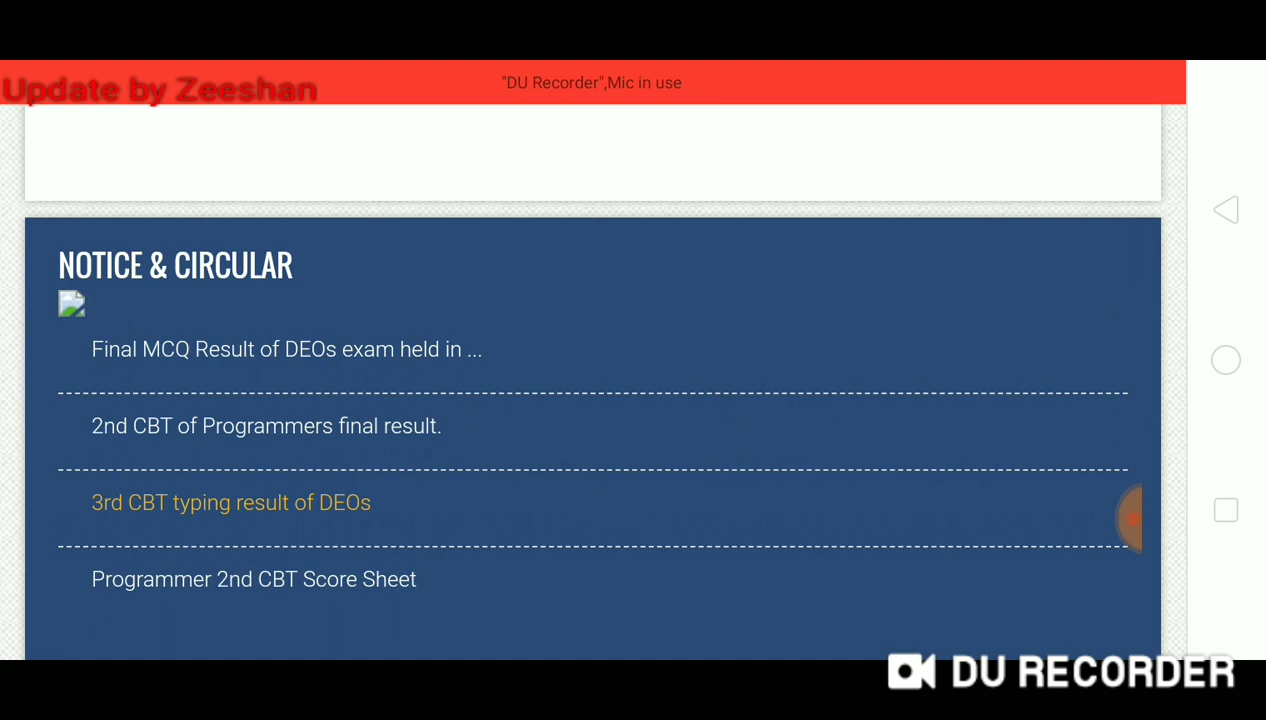 Update by Zeeshan
"DU Recorder",Mic in use
NOTICE & CIRCULAR
Final MCQ Result of DEOs exam held in ...
2nd CBT of Programmers final result.
3rd CBT typing result of DEOs
Programmer 2nd CBT Score Sheet
DU RECORDER